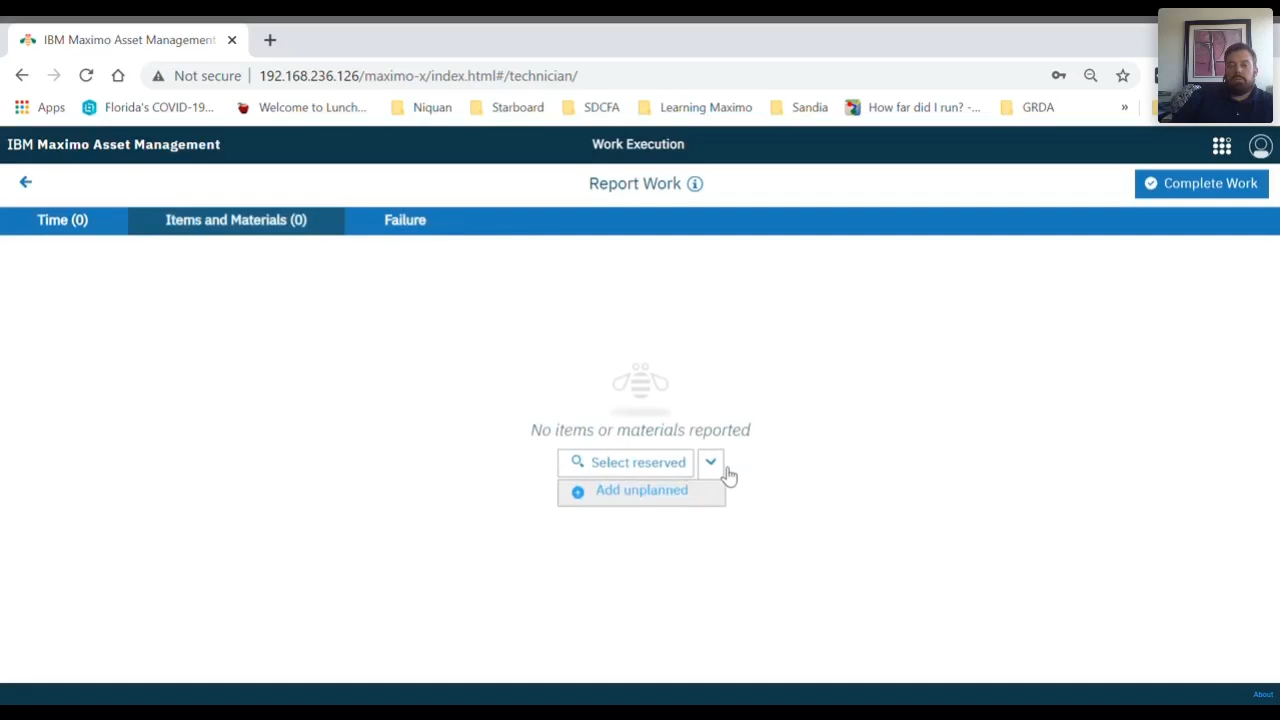 IBM Maximo Asset Management
Not secure
192.168.236.126/maximo-x/index.html#/technician/
Apps
Florida's COVID-19...
Welcome to Lunch...
Niquan
Starboard
SDCFA
Learning Maximo
Sandia
How far did I run? -...
GRDA
»
IBM Maximo Asset Management
Work Execution
Report Work
Complete Work
Time (0)
Items and Materials (0)
Failure
No items or materials reported
Select reserved
Add unplanned
About